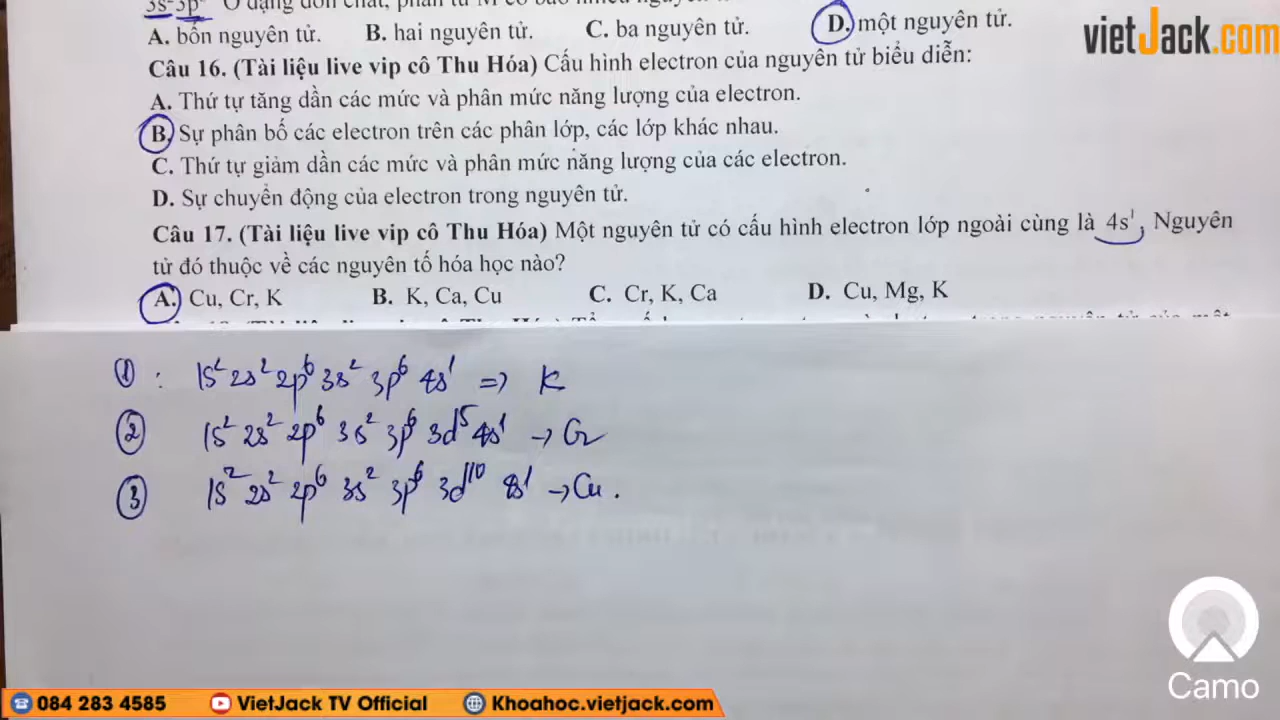 3s²3p⁶
A. bốn nguyên tử. B. hai nguyên tử. C. ba nguyên tử. D. một nguyên tử.
vietJack.com
Câu 16. (Tài liệu live vip cô Thu Hóa) Cấu hình electron của nguyên tử biểu diễn:
A. Thứ tự tăng dần các mức và phân mức năng lượng của electron.
B. Sự phân bố các electron trên các phân lớp, các lớp khác nhau.
C. Thứ tự giảm dần các mức và phân mức năng lượng của các electron.
D. Sự chuyển động của electron trong nguyên tử.
Câu 17. (Tài liệu live vip cô Thu Hóa) Một nguyên tử có cấu hình electron lớp ngoài cùng là 4s¹, Nguyên
tử đó thuộc về các nguyên tố hóa học nào?
A. Cu, Cr, K B. K, Ca, Cu C. Cr, K, Ca D. Cu, Mg, K
① : 1s² 2s² 2p⁶ 3s² 3p⁶ 4s¹ => K
② 1s² 2s² 2p⁶ 3s² 3p⁶ 3d⁵ 4s¹ → Cr
③ 1s² 2s² 2p⁶ 3s² 3p⁶ 3d¹⁰ 4s¹ → Cu.
Camo
084 283 4585 VietJack TV Official Khoahoc.vietjack.com